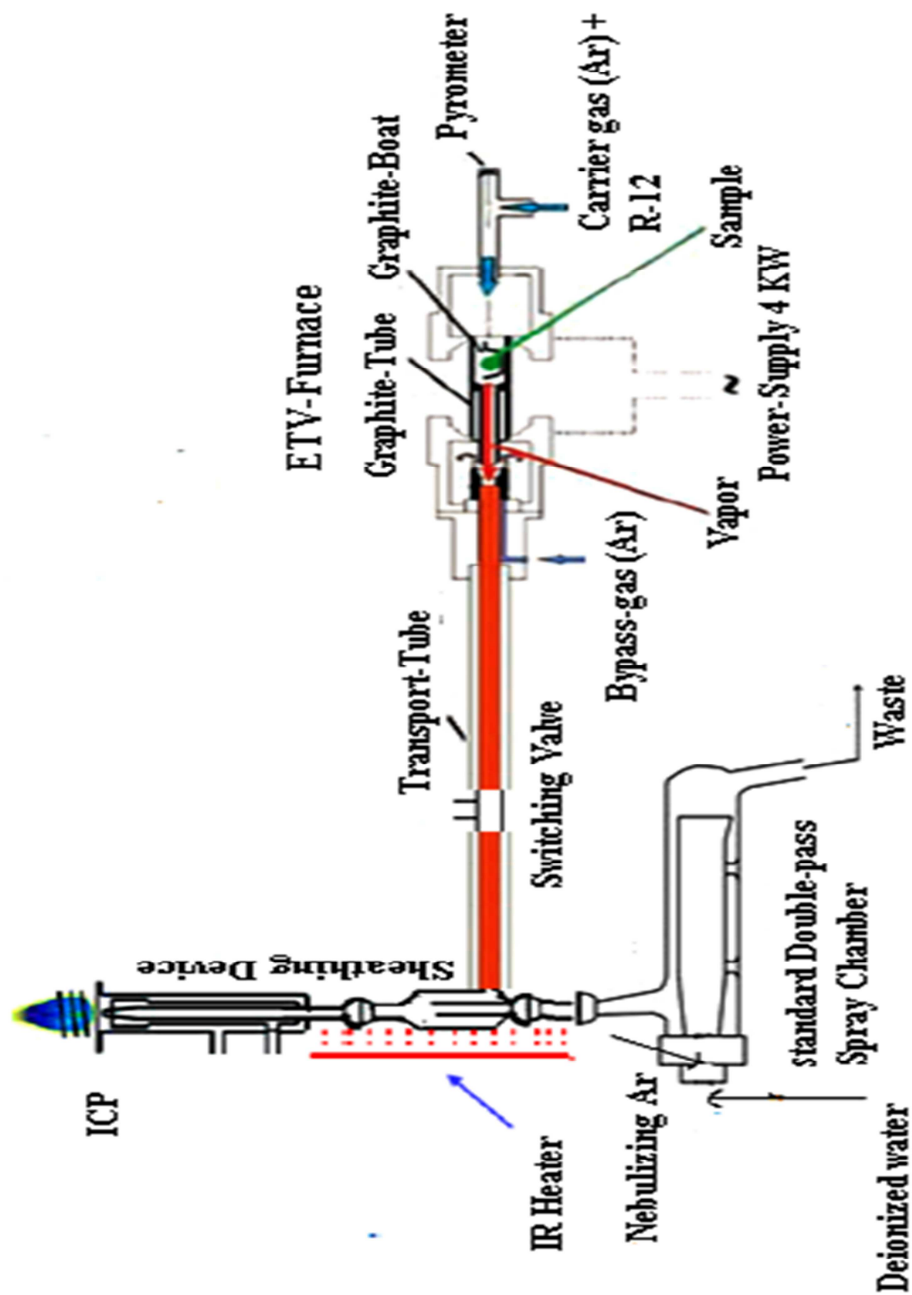 ICP
Sheathing Device
IR Heater
Nebulizing Ar
Deionized water
Standard Double-pass
Spray Chamber
Waste
Switching Valve
Transport-Tube
Bypass-gas (Ar)
ETV-Furnace
Graphite-Tube
Graphite-Boat
Pyrometer
Carrier gas (Ar)+
R-12
Sample
Vapor
Power-Supply 4 KW
~